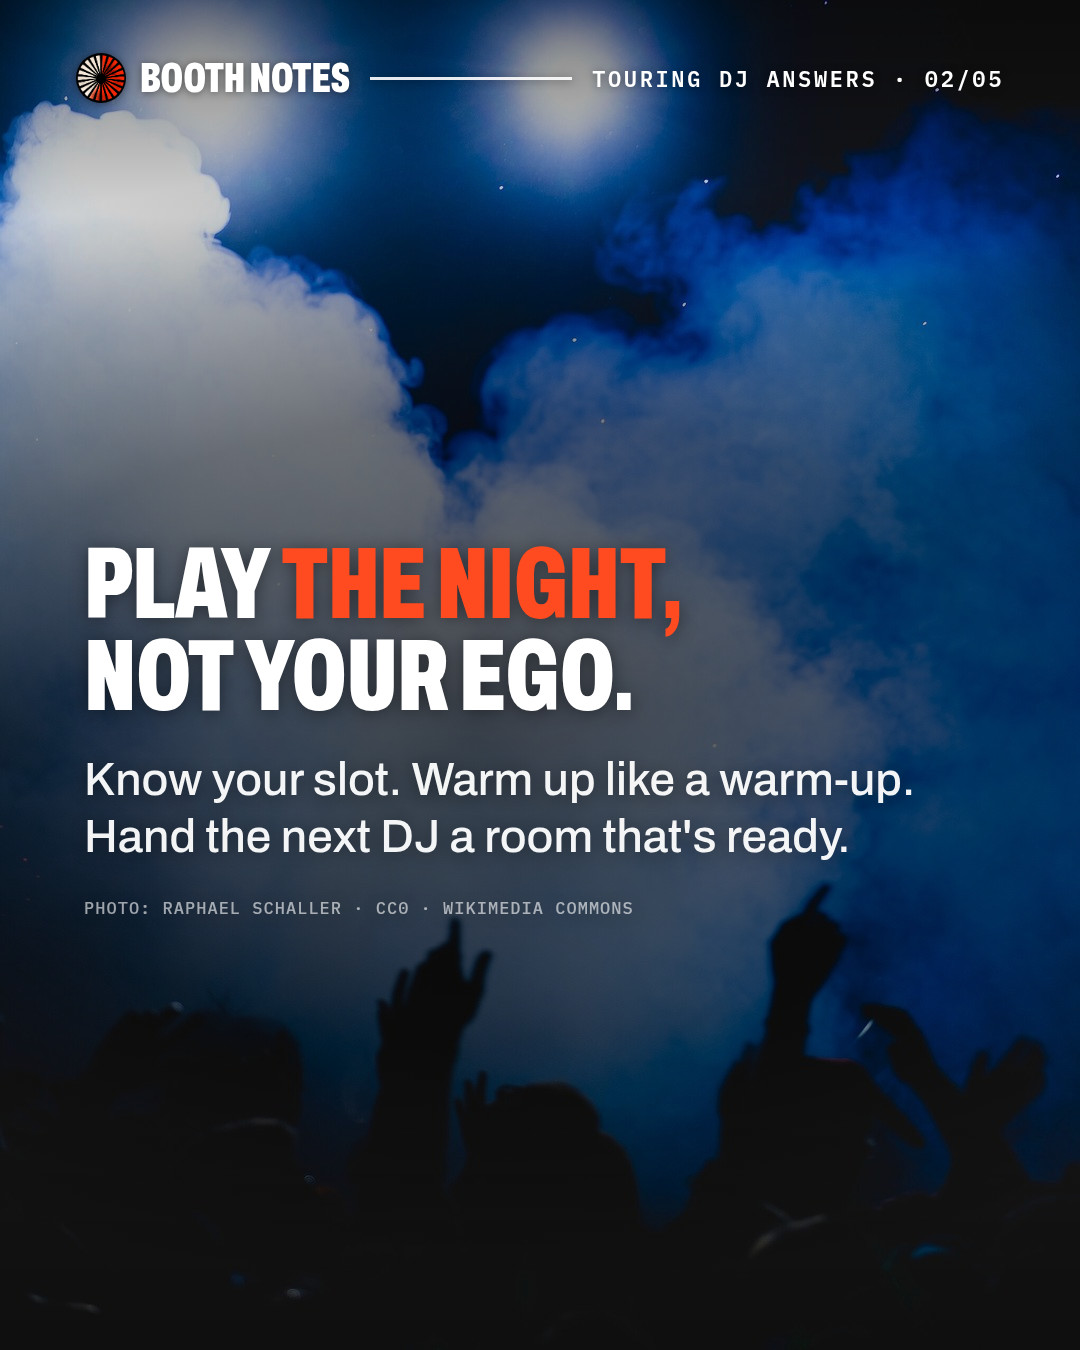 BOOTH NOTES
TOURING DJ ANSWERS · 02/05
PLAY THE NIGHT,
NOT YOUR EGO.
Know your slot. Warm up like a warm-up.
Hand the next DJ a room that's ready.
PHOTO: RAPHAEL SCHALLER · CC0 · WIKIMEDIA COMMONS